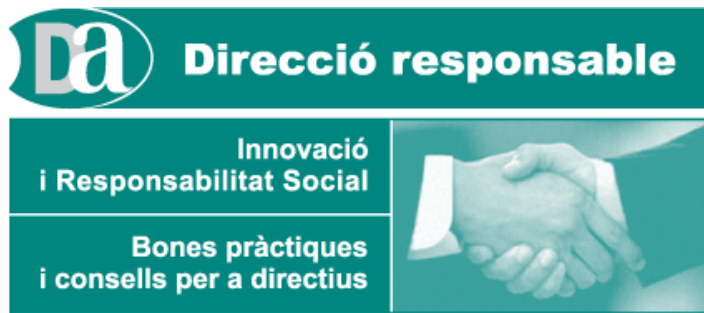 Da
Direcció responsable
Innovació
i Responsabilitat Social
Bones pràctiques
i consells per a directius